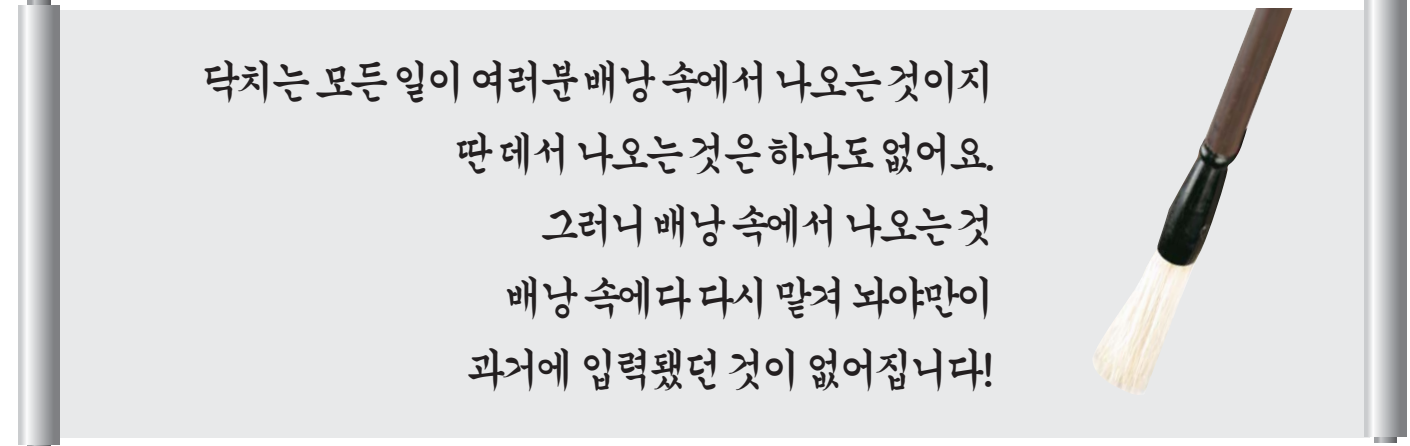 닥치는 모든 일이 여러분 배낭 속에서 나오는 것이지
딴 데서 나오는 것은 하나도 없어요.
그러니 배낭 속에서 나오는 것
배낭 속에다 다시 맡겨 놔야만이
과거에 입력됐던 것이 없어집니다!